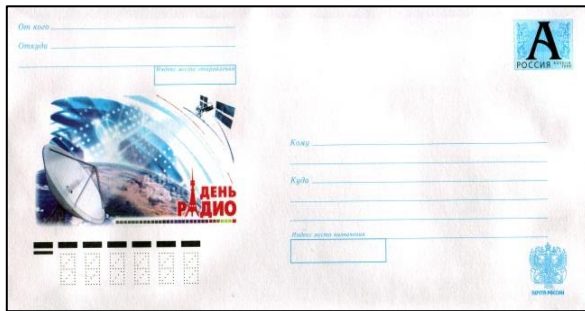 От кого
Откуда
Индекс места отправления
А
РОССИЯ
ДЕНЬ
РАДИО
Кому
Куда
Индекс места назначения
ПОЧТА РОССИИ